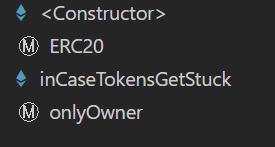 <Constructor>
Ⓜ ERC20
inCaseTokensGetStuck
Ⓜ onlyOwner